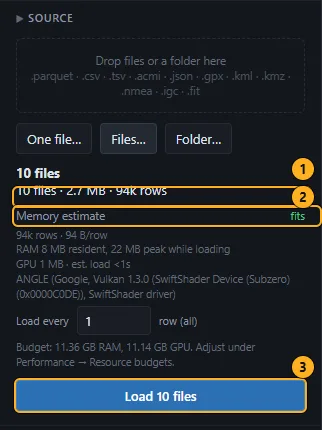 ▶ SOURCE
Drop files or a folder here
.parquet · .csv · .tsv · .acmi · .json · .gpx · .kml · .kmz ·
.nmea · .igc · .fit
One file... Files... Folder...
10 files
1
10 files · 2.7 MB · 94k rows
2
Memory estimate fits
94k rows · 94 B/row
RAM 8 MB resident, 22 MB peak while loading
GPU 1 MB · est. load <1s
ANGLE (Google, Vulkan 1.3.0 (SwiftShader Device (Subzero)
(0x0000C0DE)), SwiftShader driver)
Load every 1 row (all)
Budget: 11.36 GB RAM, 11.14 GB GPU. Adjust under
Performance → Resource budgets.
3
Load 10 files